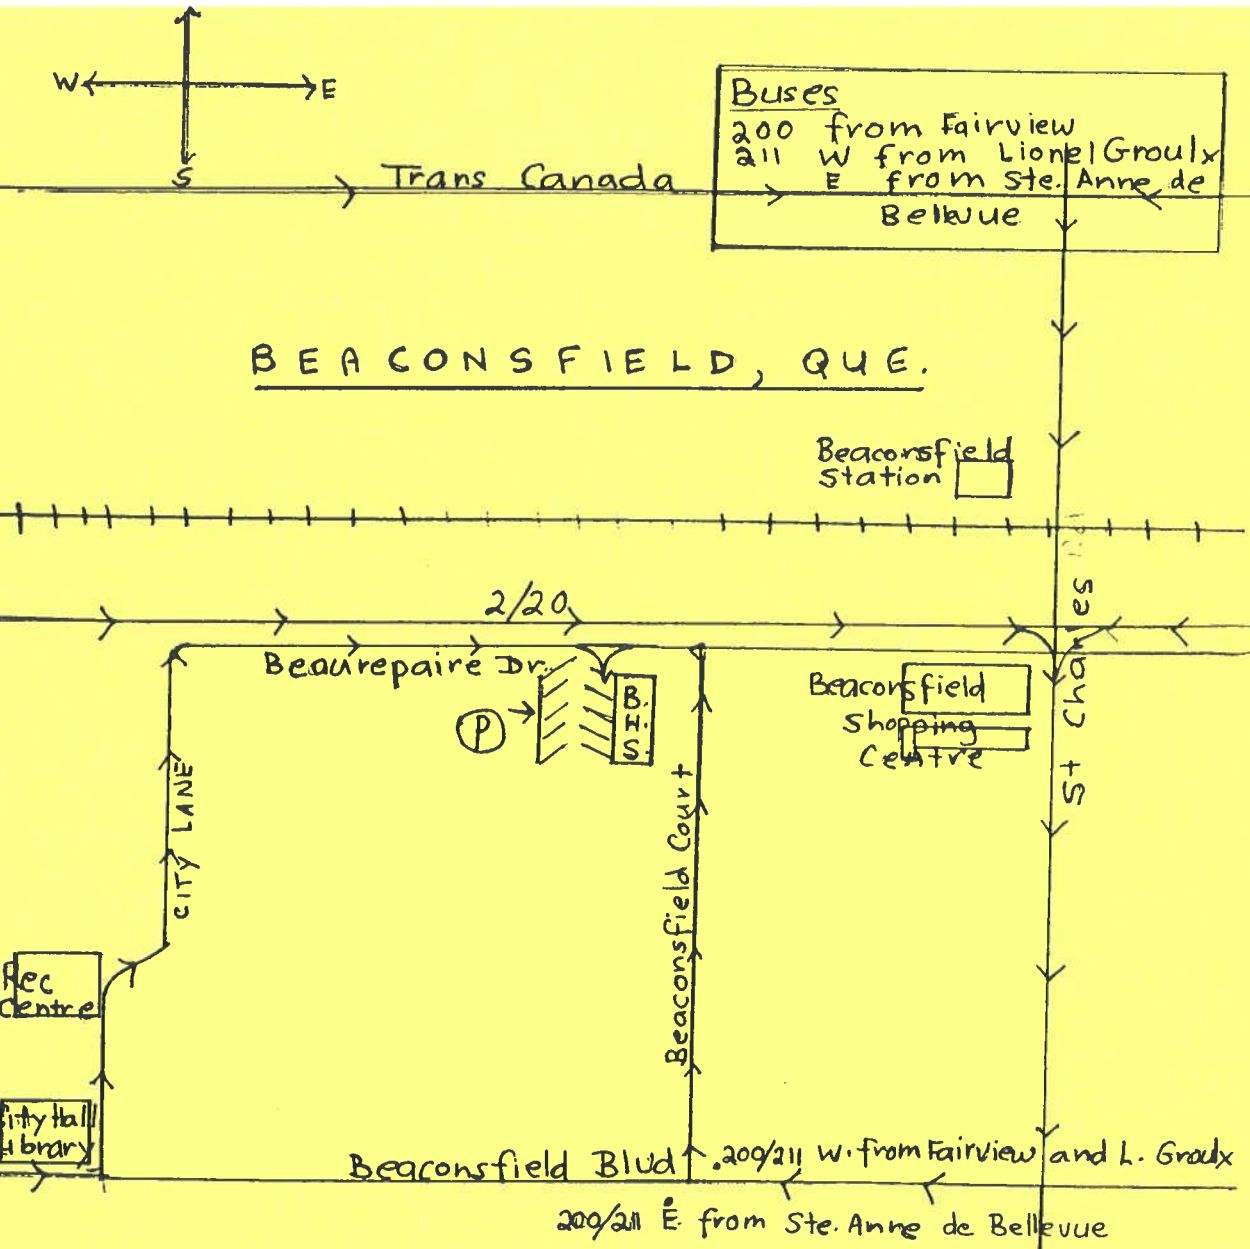 W E
S
Buses
200 from Fairview
211 W from Lionel Groulx
E from Ste. Anne de
Bellevue
Trans Canada
BEACONSFIELD, QUE.
Beaconsfield
Station
2/20
Beaurepaire Dr.
P
B.
H.
S.
Beaconsfield
Shopping
Centre
St Charles
CITY LANE
Beaconsfield Court
Rec
Centre
City Hall
Library
Beaconsfield Blvd
.200/211 W. from Fairview and L. Groulx
200/211 E. from Ste. Anne de Bellevue